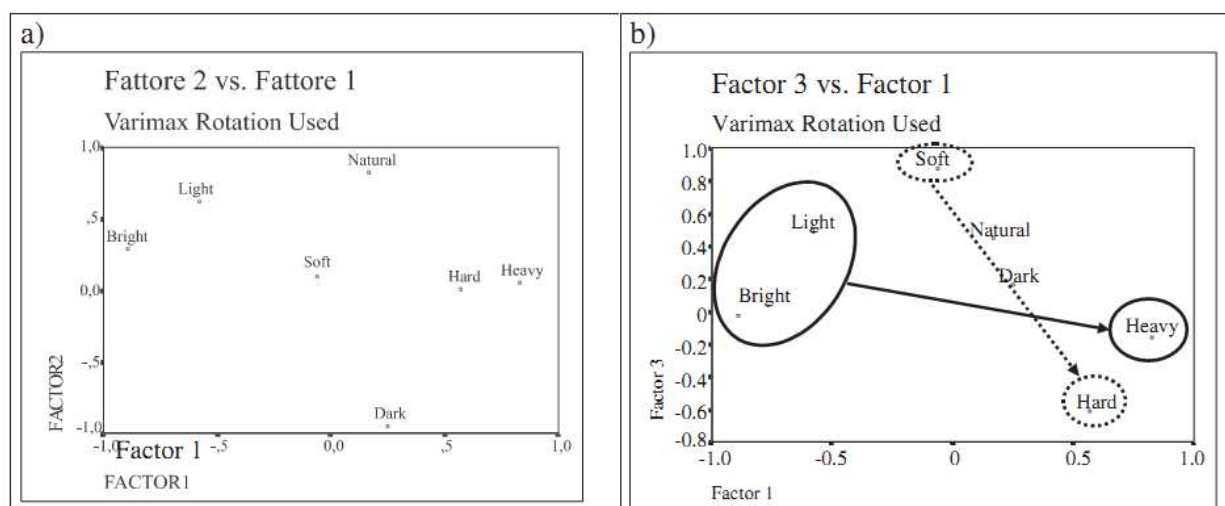 a)
Fattore 2 vs. Fattore 1
Varimax Rotation Used
1,0
Natural
Light
,5
Bright
Soft
Hard
Heavy
0,0
-,5
FACTOR2
Dark
-1,0
-1,0
-,5
0,0
,5
1,0
Factor 1
FACTOR1
b)
Factor 3 vs. Factor 1
Varimax Rotation Used
1.0
Soft
0.8
0.6
Light
Natural
0.4
Dark
0.2
Bright
0
Heavy
-0.2
-0.4
Hard
-0.6
-0.8
Factor 3
-1.0
-0.5
0
0.5
1.0
Factor 1